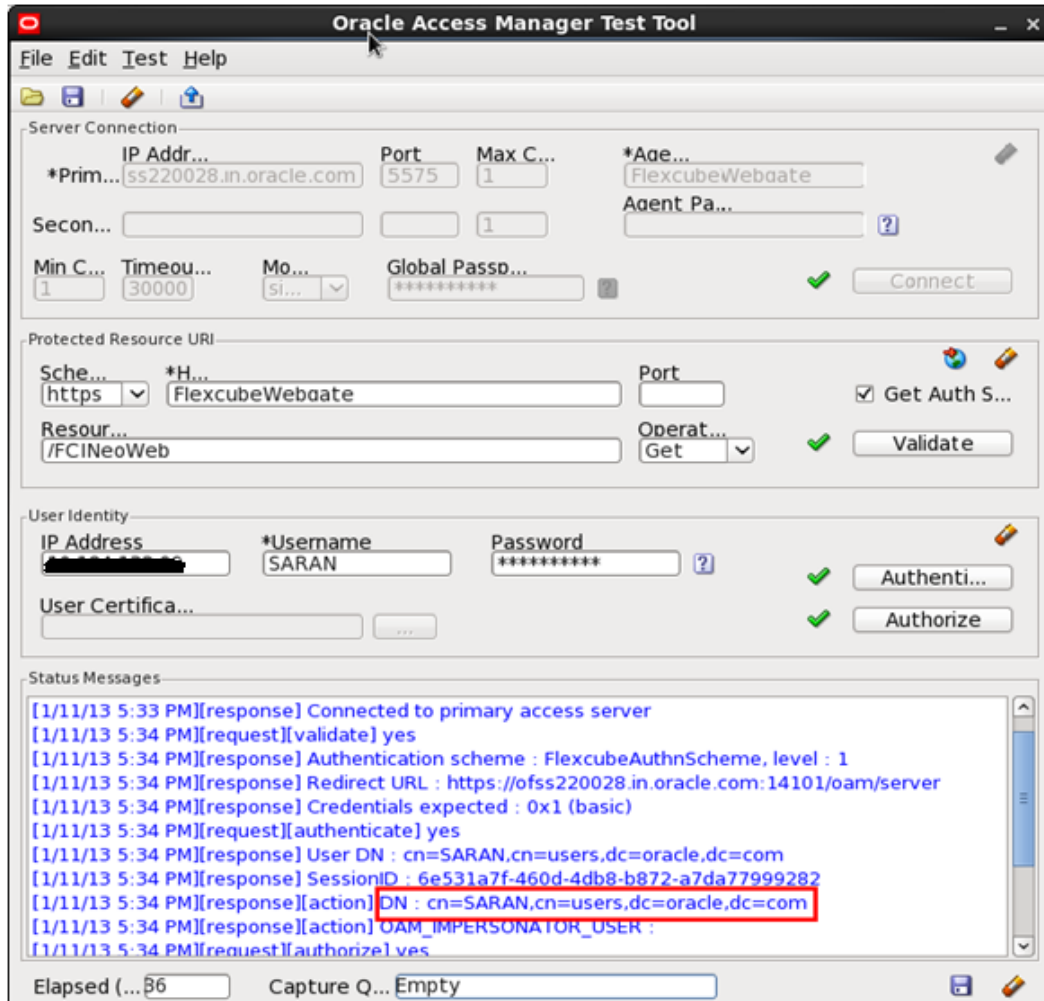 Oracle Access Manager Test Tool
File Edit Test Help
Server Connection
IP Addr... Port Max C... *Age...
*Prim... ss220028.in.oracle.com 5575 1 FlexcubeWebgate
Agent Pa...
Secon... 1
Min C... Timeou... Mo... Global Passp...
1 30000 si... ********** Connect
Protected Resource URI
Sche... *H... Port
https FlexcubeWebgate Get Auth S...
Resour... Operat...
/FCINeoWeb Get Validate
User Identity
IP Address *Username Password
SARAN ********** Authenti...
User Certifica...
... Authorize
Status Messages
[1/11/13 5:33 PM][response] Connected to primary access server
[1/11/13 5:34 PM][request][validate] yes
[1/11/13 5:34 PM][response] Authentication scheme : FlexcubeAuthnScheme, level : 1
[1/11/13 5:34 PM][response] Redirect URL : https://ofss220028.in.oracle.com:14101/oam/server
[1/11/13 5:34 PM][response] Credentials expected : 0x1 (basic)
[1/11/13 5:34 PM][request][authenticate] yes
[1/11/13 5:34 PM][response] User DN : cn=SARAN,cn=users,dc=oracle,dc=com
[1/11/13 5:34 PM][response] SessionID : 6e531a7f-460d-4db8-b872-a7da77999282
[1/11/13 5:34 PM][response][action] DN : cn=SARAN,cn=users,dc=oracle,dc=com
[1/11/13 5:34 PM][response][action] OAM_IMPERSONATOR_USER :
[1/11/13 5:34 PM][request][authorize] yes
Elapsed (... 36 Capture Q... Empty